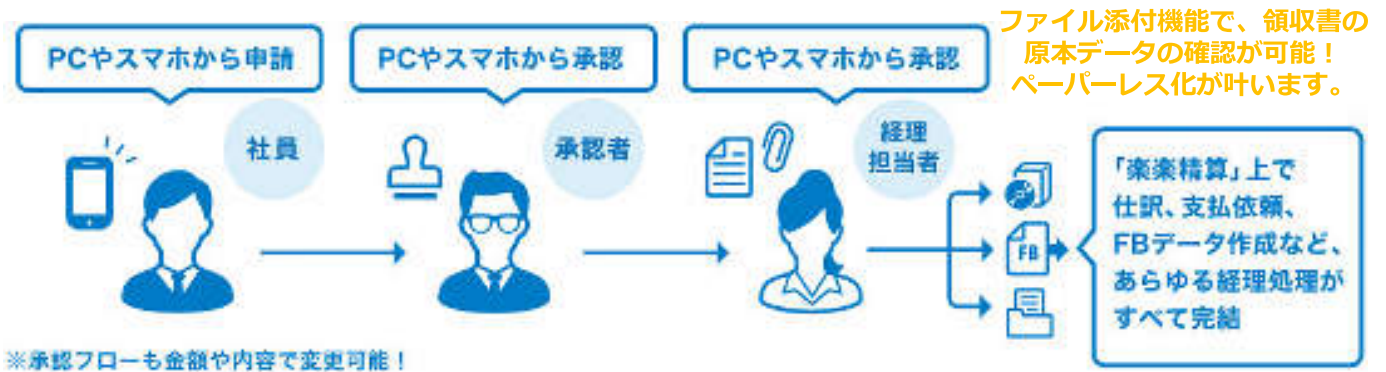 ファイル添付機能で、領収書の
原本データの確認が可能！
ペーパーレス化が叶います。
PCやスマホから申請
PCやスマホから承認
PCやスマホから承認
社員
承認者
経理
担当者
FB
「楽楽精算」上で
仕訳、支払依頼、
FBデータ作成など、
あらゆる経理処理が
すべて完結
※承認フローも金額や内容で変更可能！